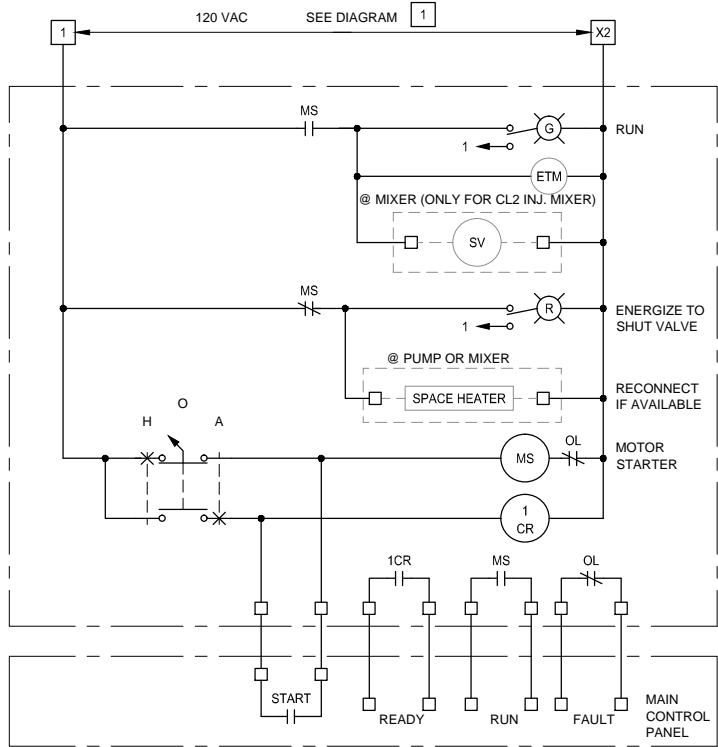 120 VAC SEE DIAGRAM 1
1 X2
MS
G RUN
1
ETM
@ MIXER (ONLY FOR CL2 INJ. MIXER)
SV
MS
R ENERGIZE TO
SHUT VALVE
1
@ PUMP OR MIXER
SPACE HEATER RECONNECT
IF AVAILABLE
H O A
MS OL MOTOR
STARTER
1
CR
1CR MS OL
START
READY RUN FAULT
MAIN
CONTROL
PANEL